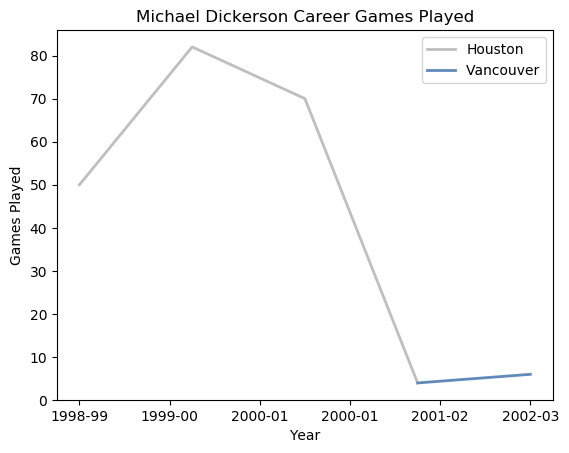 Michael Dickerson Career Games Played
Houston
Vancouver
80
70
60
50
40
30
20
10
0
Games Played
1998-99 1999-00 2000-01 2000-01 2001-02 2002-03
Year